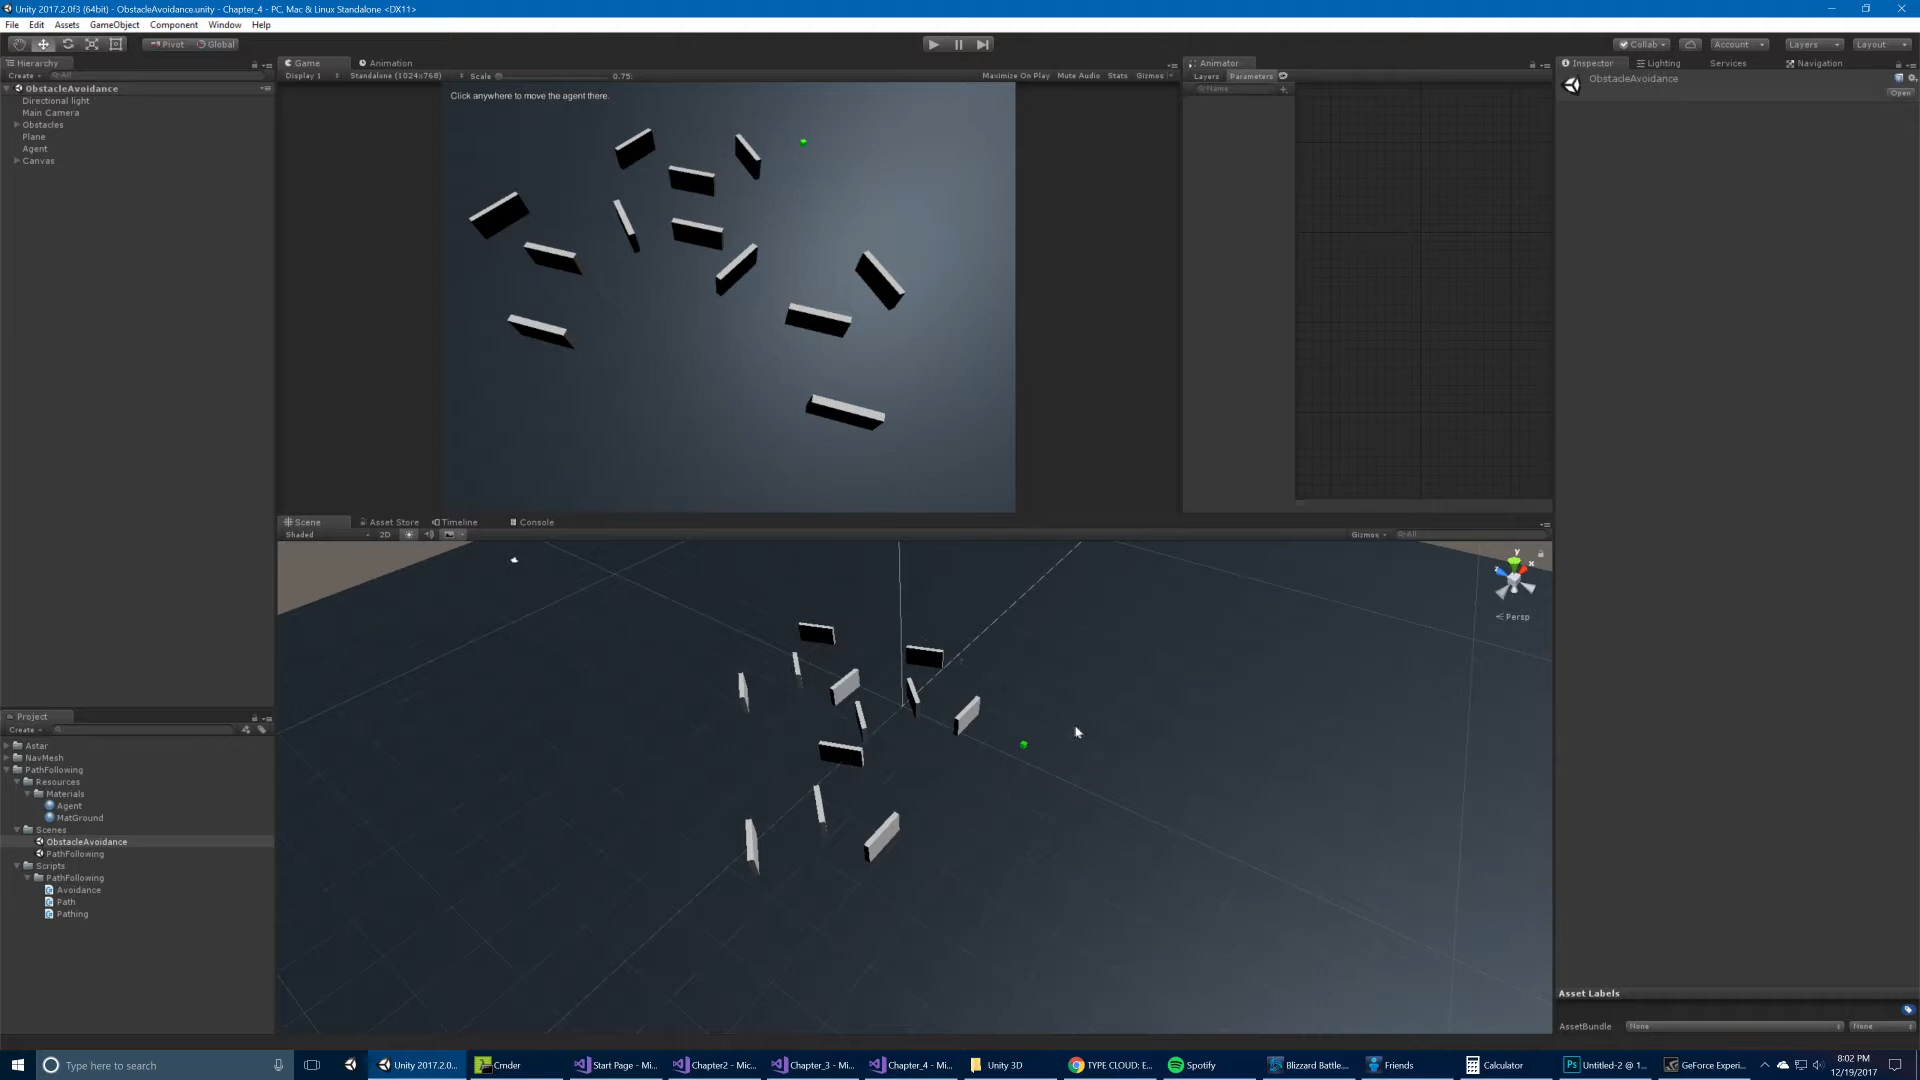 Unity 2017.2.0f3 (64bit) - ObstacleAvoidance.unity - Chapter_4 - PC, Mac & Linux Standalone <DX11>
File Edit Assets GameObject Component Window Help
Pivot Global Collab Account Layers Layout
Hierarchy Game Animation Animator Inspector Lighting Services Navigation
Create All Display 1 Standalone (1024x768) Scale 0.75 Maximize On Play Mute Audio Stats Gizmos Layers Parameters ObstacleAvoidance
Name Open
ObstacleAvoidance
Directional light
Main Camera
Obstacles
Plane
Agent
Canvas
Click anywhere to move the agent there.
Scene Asset Store Timeline Console
Shaded 2D Gizmos All
y
x
z
Persp
Project
Create
Astar
NavMesh
PathFollowing
Resources
Materials
Agent
MatGround
Scenes
ObstacleAvoidance
PathFollowing
Scripts
PathFollowing
Avoidance
Path
Pathing
Asset Labels
AssetBundle None None
Type here to search Unity 2017.2.0... Cmder Start Page - Mi... Chapter2 - Mic... Chapter_3 - Mi... Chapter_4 - Mi... Unity 3D TYPE CLOUD: E... Spotify Blizzard Battle.... Friends Calculator Untitled-2 @ 1... GeForce Experi... 8:02 PM
12/19/2017